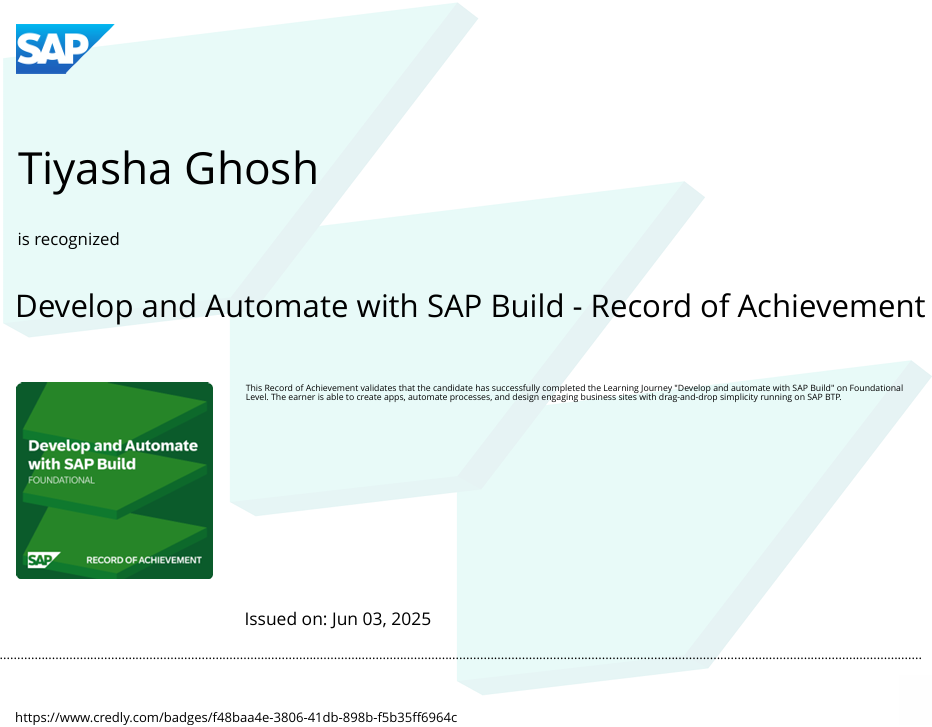 SAP
Tiyasha Ghosh
is recognized
Develop and Automate with SAP Build - Record of Achievement
This Record of Achievement validates that the candidate has successfully completed the Learning Journey "Develop and automate with SAP Build" on Foundational
Level. The earner is able to create apps, automate processes, and design engaging business sites with drag-and-drop simplicity running on SAP BTP.
Develop and Automate
with SAP Build
FOUNDATIONAL
SAP
RECORD OF ACHIEVEMENT
Issued on: Jun 03, 2025
https://www.credly.com/badges/f48baa4e-3806-41db-898b-f5b35ff6964c